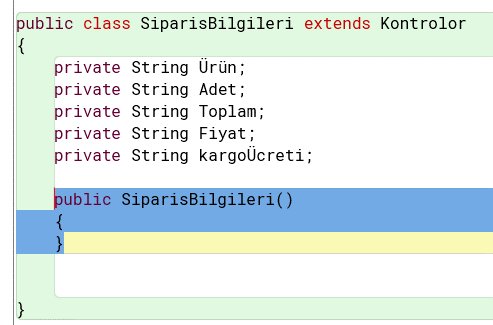 public class SiparisBilgileri extends Kontrolor
{
private String Ürün;
private String Adet;
private String Toplam;
private String Fiyat;
private String kargoÜcreti;
public SiparisBilgileri()
{
}
}